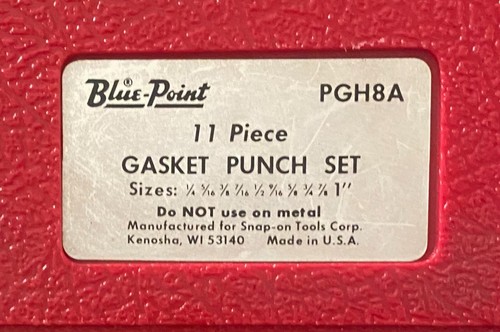 Blue-Point® PGH8A
11 Piece
GASKET PUNCH SET
Sizes: ¼ 5⁄16 ⅜ 7⁄16 ½ 9⁄16 ⅝ ¾ ⅞ 1"
Do NOT use on metal
Manufactured for Snap-on Tools Corp.
Kenosha, WI 53140 Made in U.S.A.